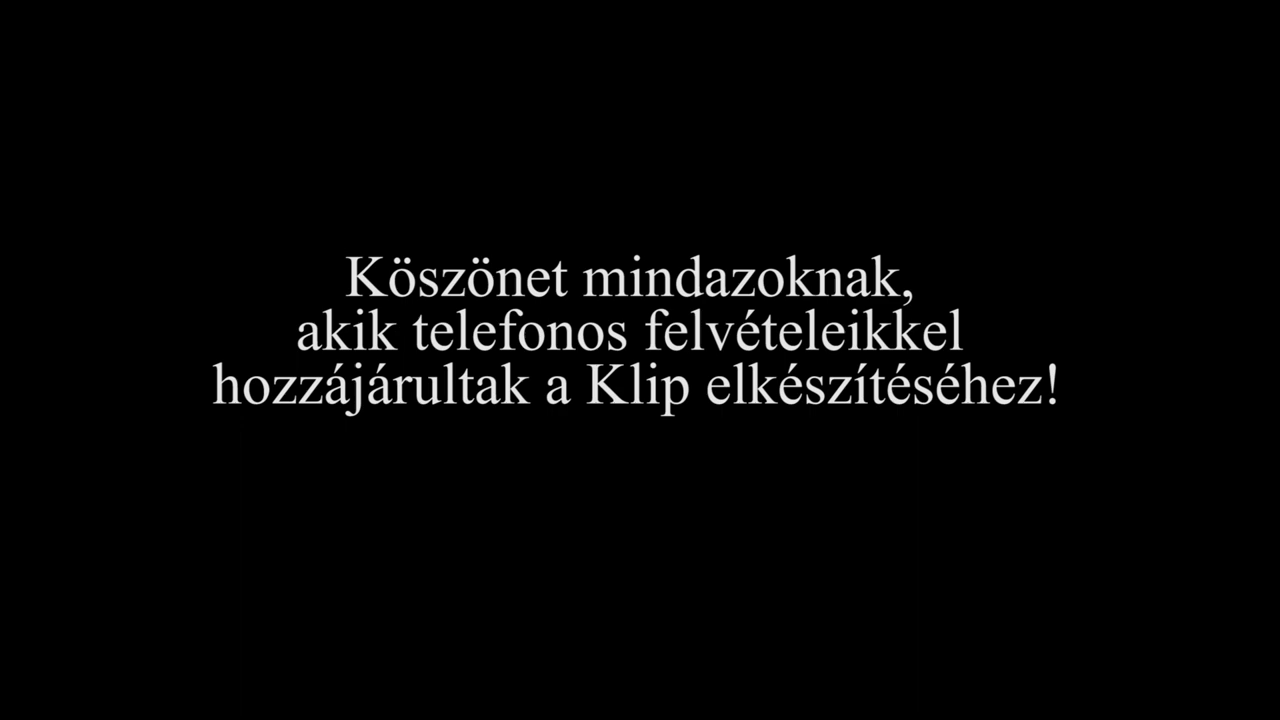 Köszönet mindazoknak,
akik telefonos felvételeikkel
hozzájárultak a Klip elkészítéséhez!